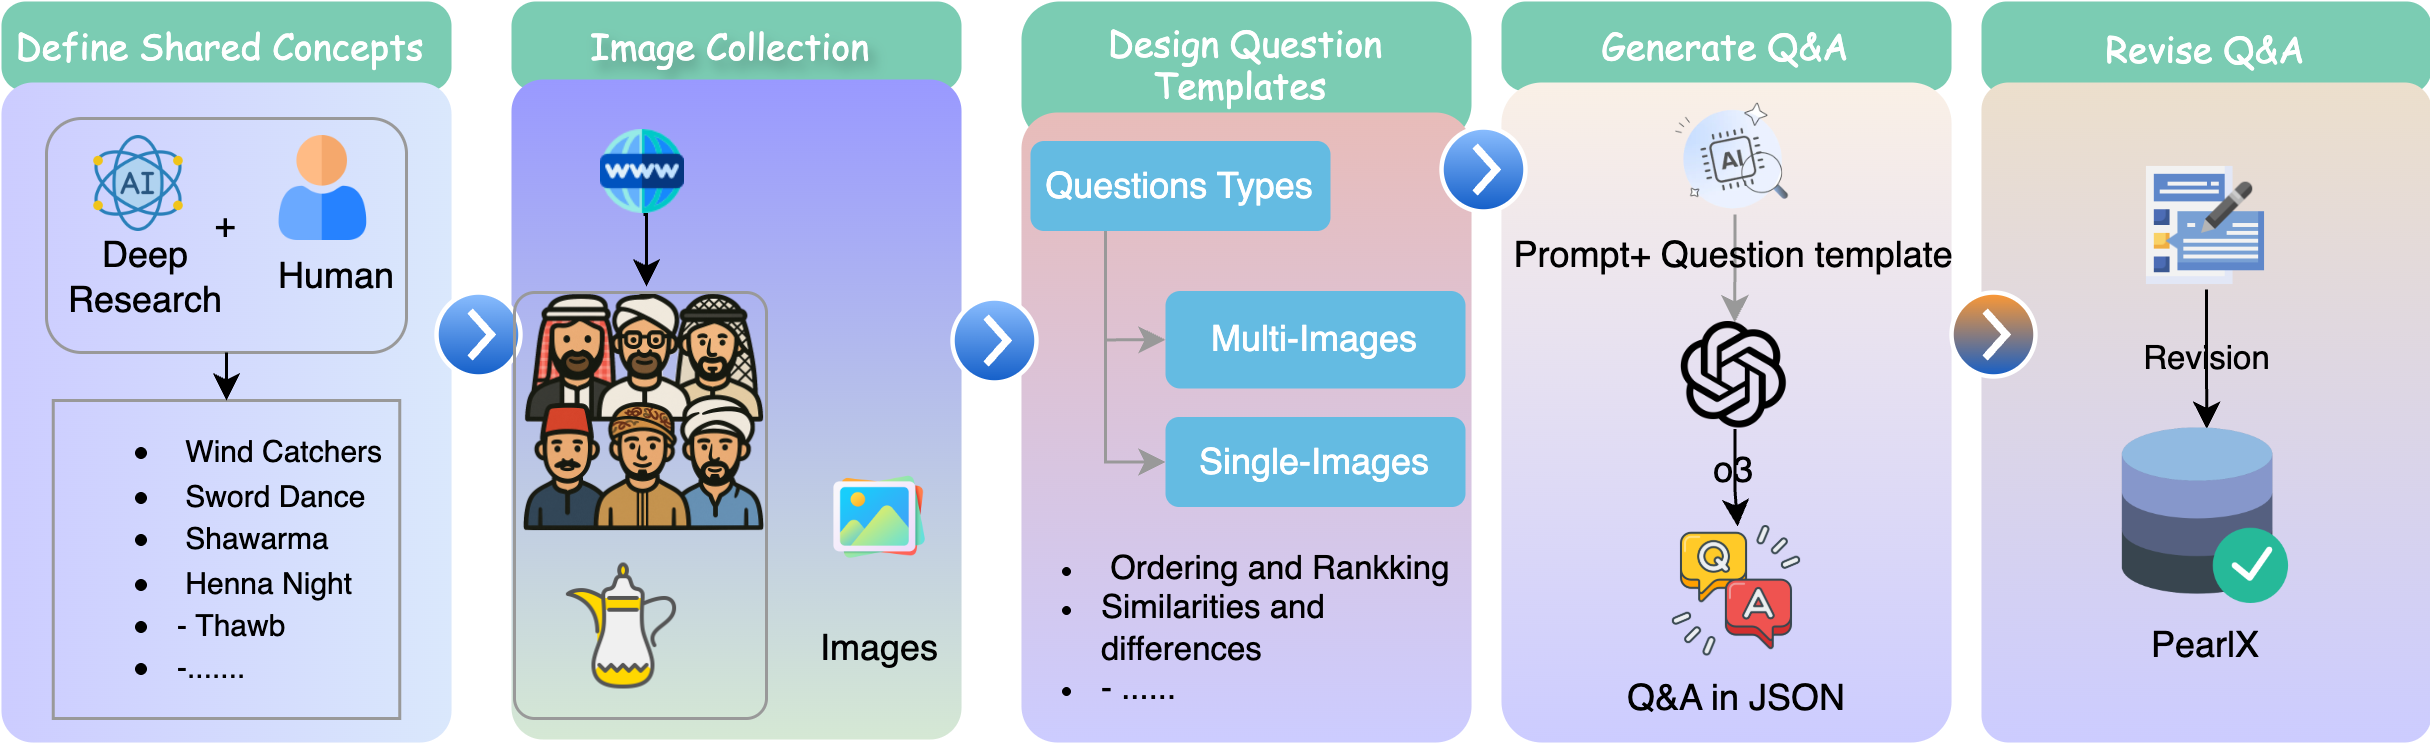 Define Shared Concepts
AI
Deep
Research
+
Human
• Wind Catchers
• Sword Dance
• Shawarma
• Henna Night
• - Thawb
• -.......
Image Collection
www
Images
Design Question
Templates
Questions Types
Multi-Images
Single-Images
• Ordering and Rankking
• Similarities and
differences
• - ......
Generate Q&A
AI
Prompt+ Question template
o3
Q
A
Q&A in JSON
Revise Q&A
Revision
PearlX